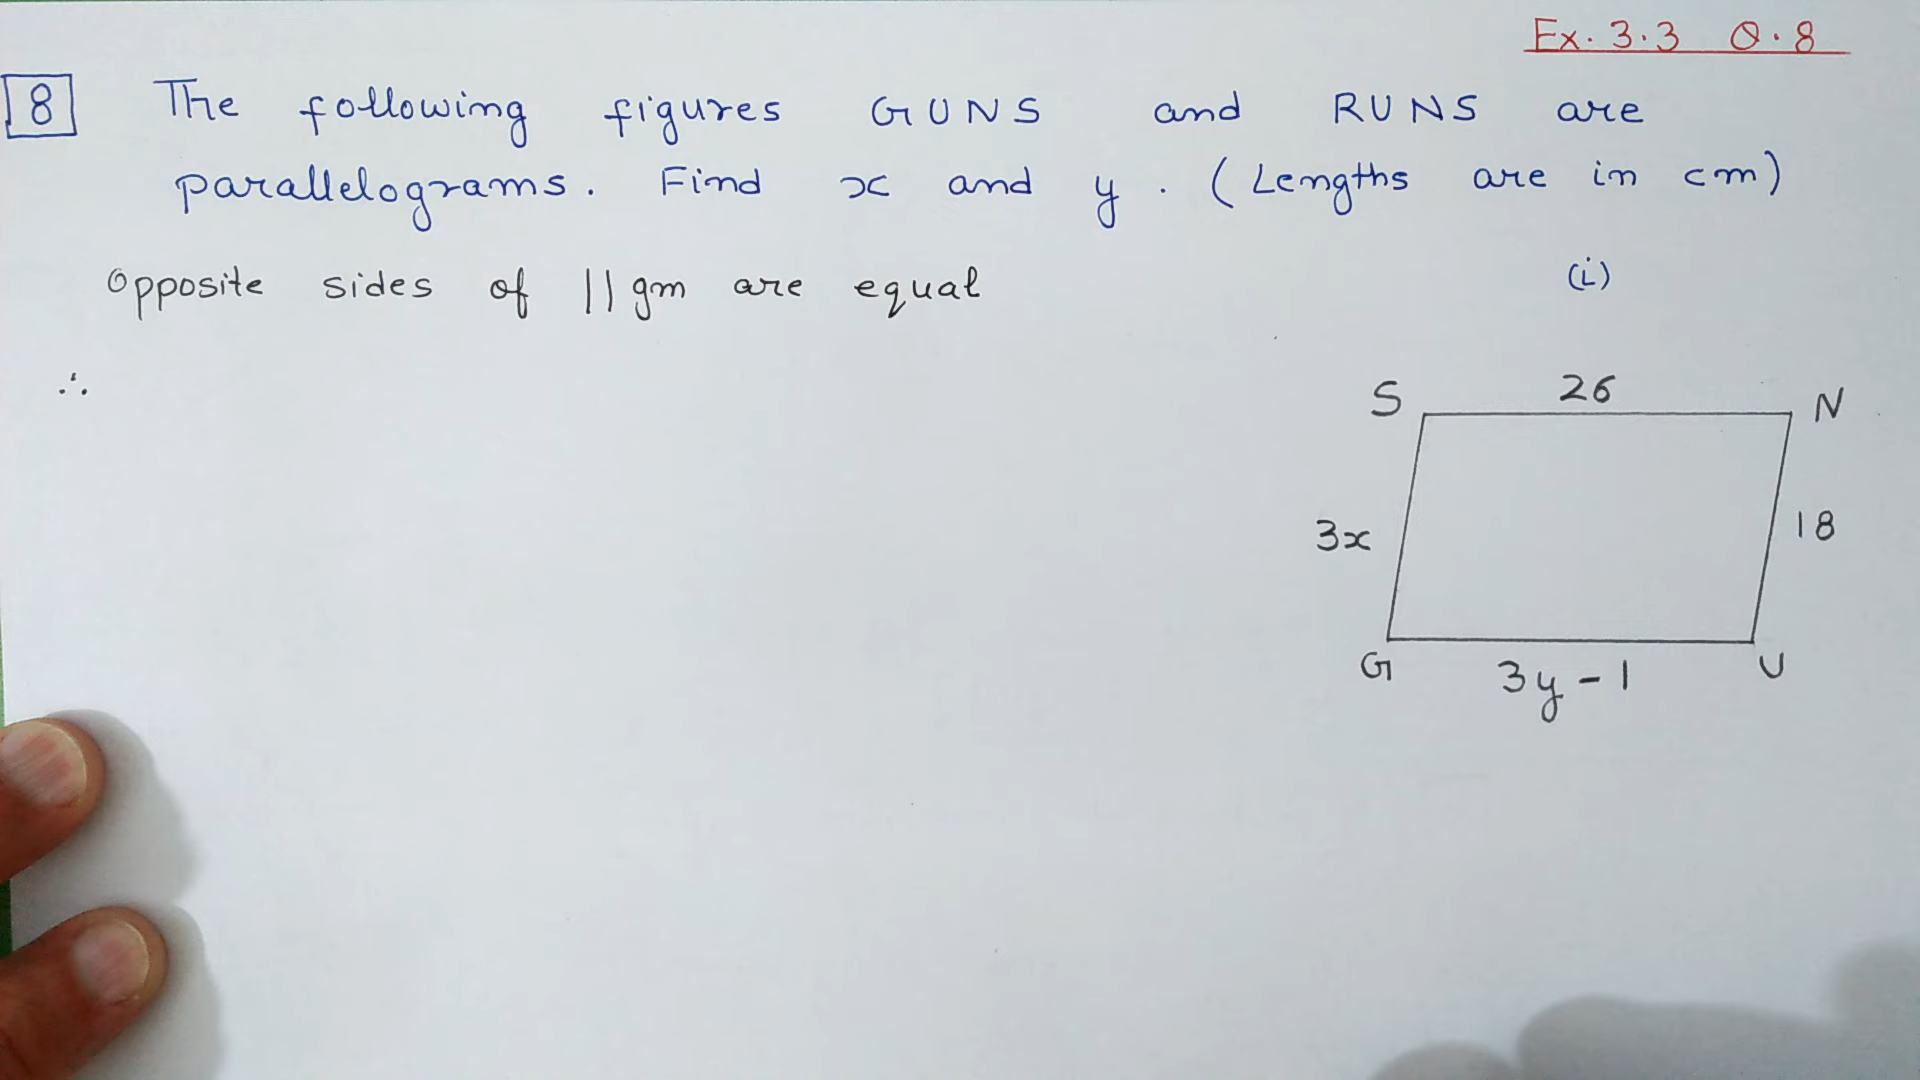 Ex. 3.3 Q.8
8 The following figures GUNS and RUNS are
parallelograms. Find x and y. (Lengths are in cm)
Opposite sides of ||gm are equal
(i)
∴
S 26 N
3x 18
G 3y-1 U